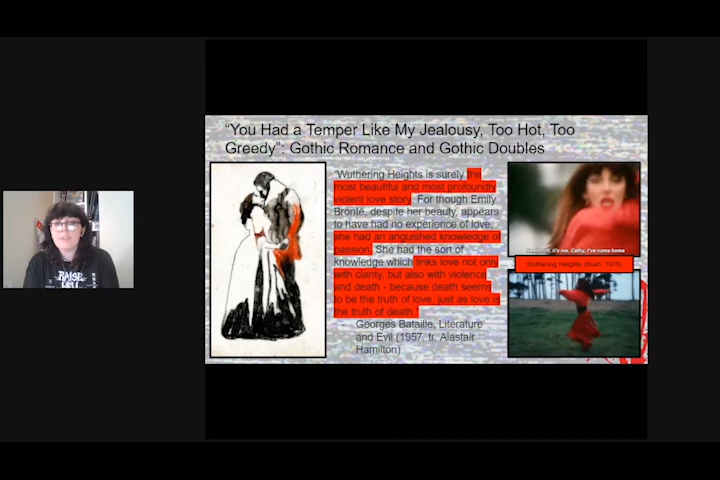 “You Had a Temper Like My Jealousy, Too Hot, Too
Greedy”: Gothic Romance and Gothic Doubles
“Wuthering Heights is surely the
most beautiful and most profoundly
violent love story. For though Emily
Brontë, despite her beauty, appears
to have had no experience of love,
she had an anguished knowledge of
passion. She had the sort of
knowledge which links love not only
with clarity, but also with violence
and death - because death seems
to be the truth of love, just as love is
the truth of death.”
- Georges Bataille, Literature
and Evil (1957, tr. Alastair
Hamilton)
it's me, Cathy, I've come home
Wuthering Heights (Bush, 1978)
RAISE